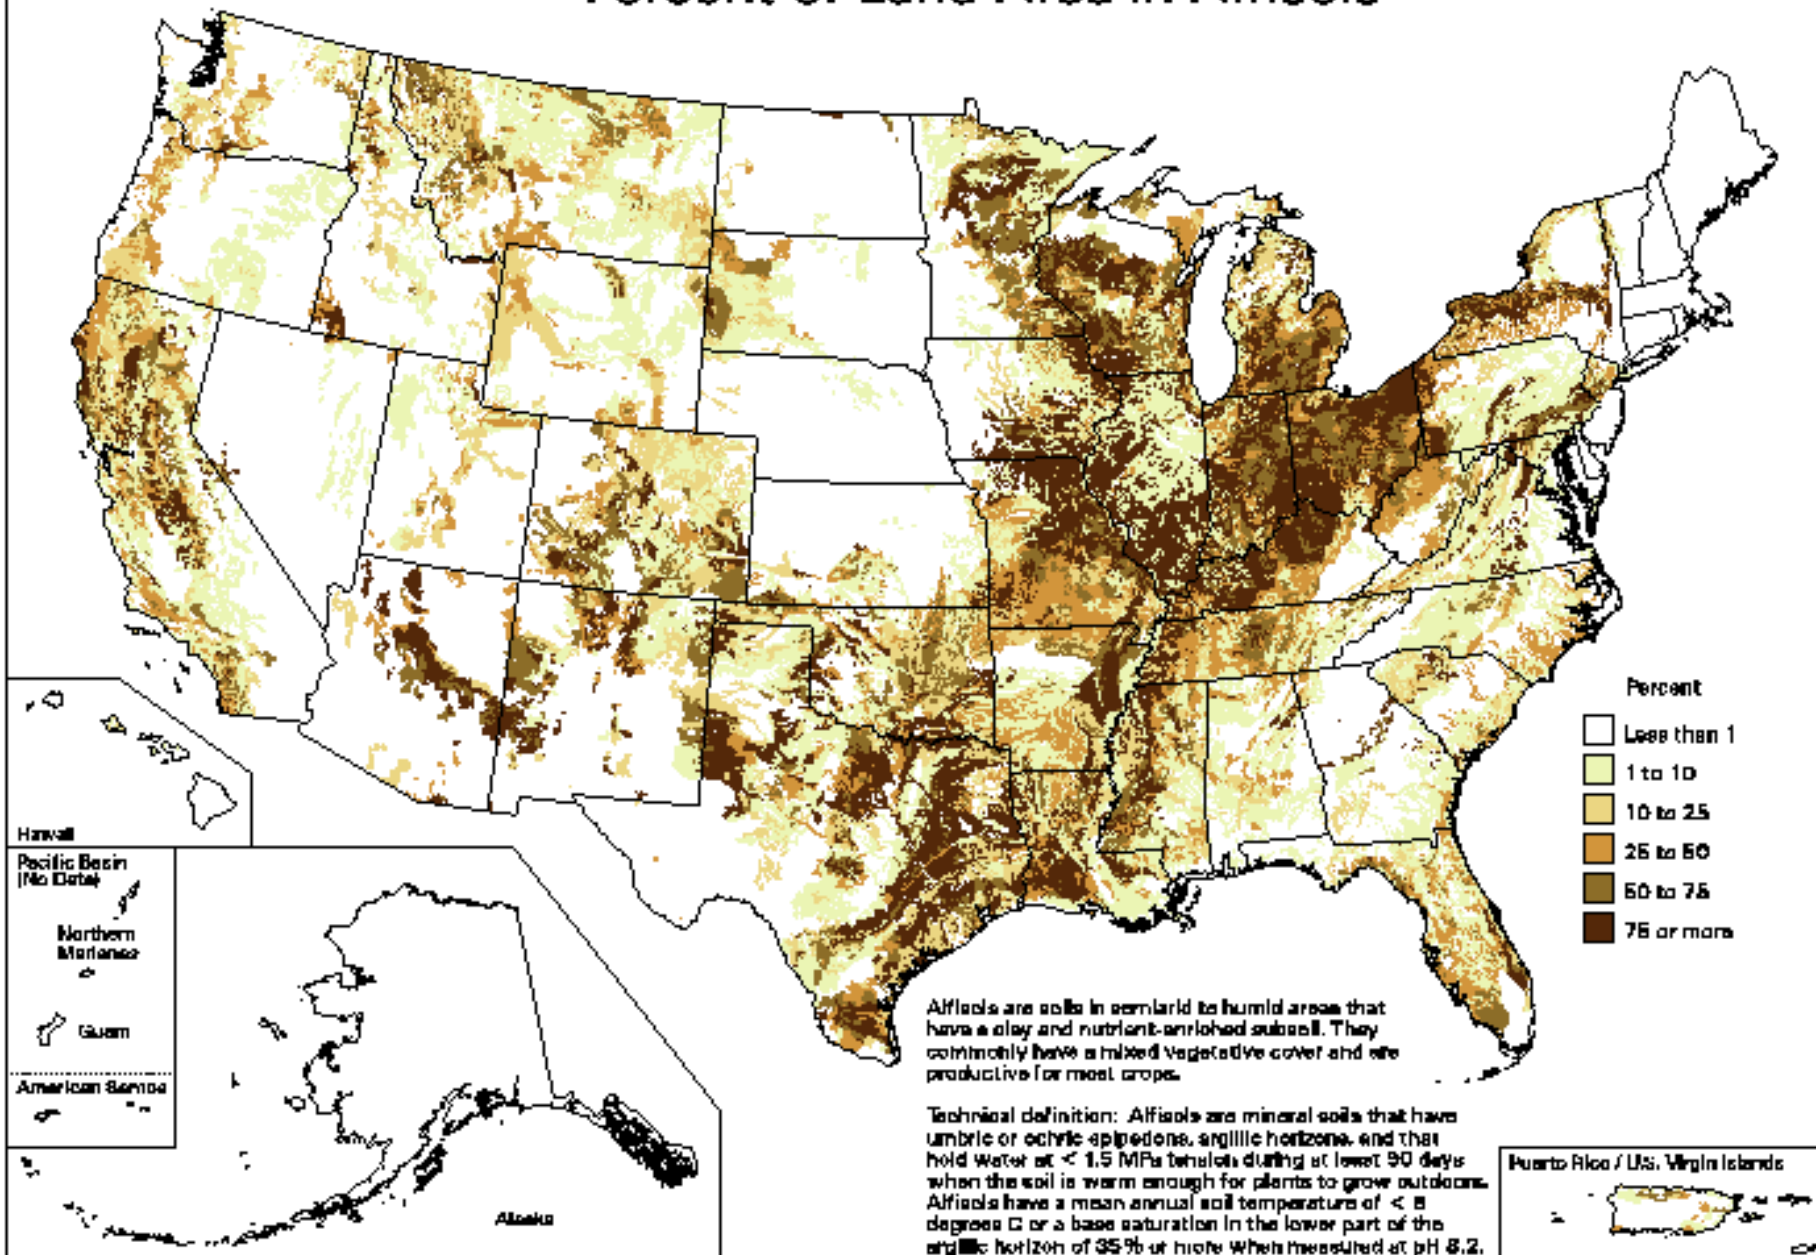 Percent of Land Area in Alfisols
Percent
Less than 1
1 to 10
10 to 25
25 to 50
50 to 75
75 or more
Hawaii
Pacific Basin
(No Data)
Northern
Marianas
Guam
American Samoa
Alaska
Alfisols are soils in semiarid to humid areas that
have a clay and nutrient-enriched subsoil. They
commonly have a mixed vegetative cover and are
productive for most crops.
Technical definition: Alfisols are mineral soils that have
umbric or ochric epipedons, argillic horizons, and that
hold water at < 1.5 MPa tension during at least 90 days
when the soil is warm enough for plants to grow outdoors.
Alfisols have a mean annual soil temperature of < 8
degrees C or a base saturation in the lower part of the
argillic horizon of 35% or more when measured at pH 8.2.
Puerto Rico / U.S. Virgin Islands